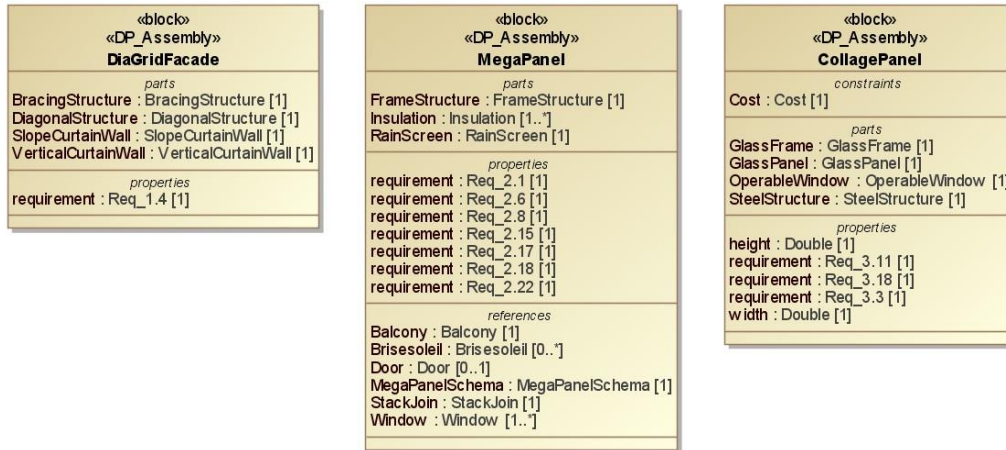 «block»
«DP_Assembly»
DiaGridFacade
parts
BracingStructure : BracingStructure [1]
DiagonalStructure : DiagonalStructure [1]
SlopeCurtainWall : SlopeCurtainWall [1]
VerticalCurtainWall : VerticalCurtainWall [1]
properties
requirement : Req_1.4 [1]
«block»
«DP_Assembly»
MegaPanel
parts
FrameStructure : FrameStructure [1]
Insulation : Insulation [1..*]
RainScreen : RainScreen [1]
properties
requirement : Req_2.1 [1]
requirement : Req_2.6 [1]
requirement : Req_2.8 [1]
requirement : Req_2.15 [1]
requirement : Req_2.17 [1]
requirement : Req_2.18 [1]
requirement : Req_2.22 [1]
references
Balcony : Balcony [1]
Brisesoleil : Brisesoleil [0..*]
Door : Door [0..1]
MegaPanelSchema : MegaPanelSchema [1]
StackJoin : StackJoin [1]
Window : Window [1..*]
«block»
«DP_Assembly»
CollagePanel
constraints
Cost : Cost [1]
parts
GlassFrame : GlassFrame [1]
GlassPanel : GlassPanel [1]
OperableWindow : OperableWindow [1]
SteelStructure : SteelStructure [1]
properties
height : Double [1]
requirement : Req_3.11 [1]
requirement : Req_3.18 [1]
requirement : Req_3.3 [1]
width : Double [1]